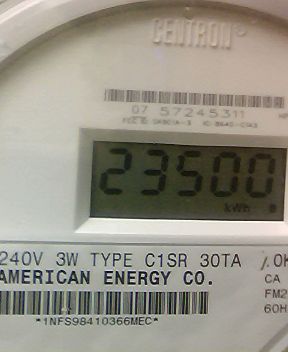 CENTRON®
07 57245311
23500
kWh
240V 3W TYPE C1SR 30TA
AMERICAN ENERGY CO.
CA
FM2
60H
*1NFS98410366MEC*